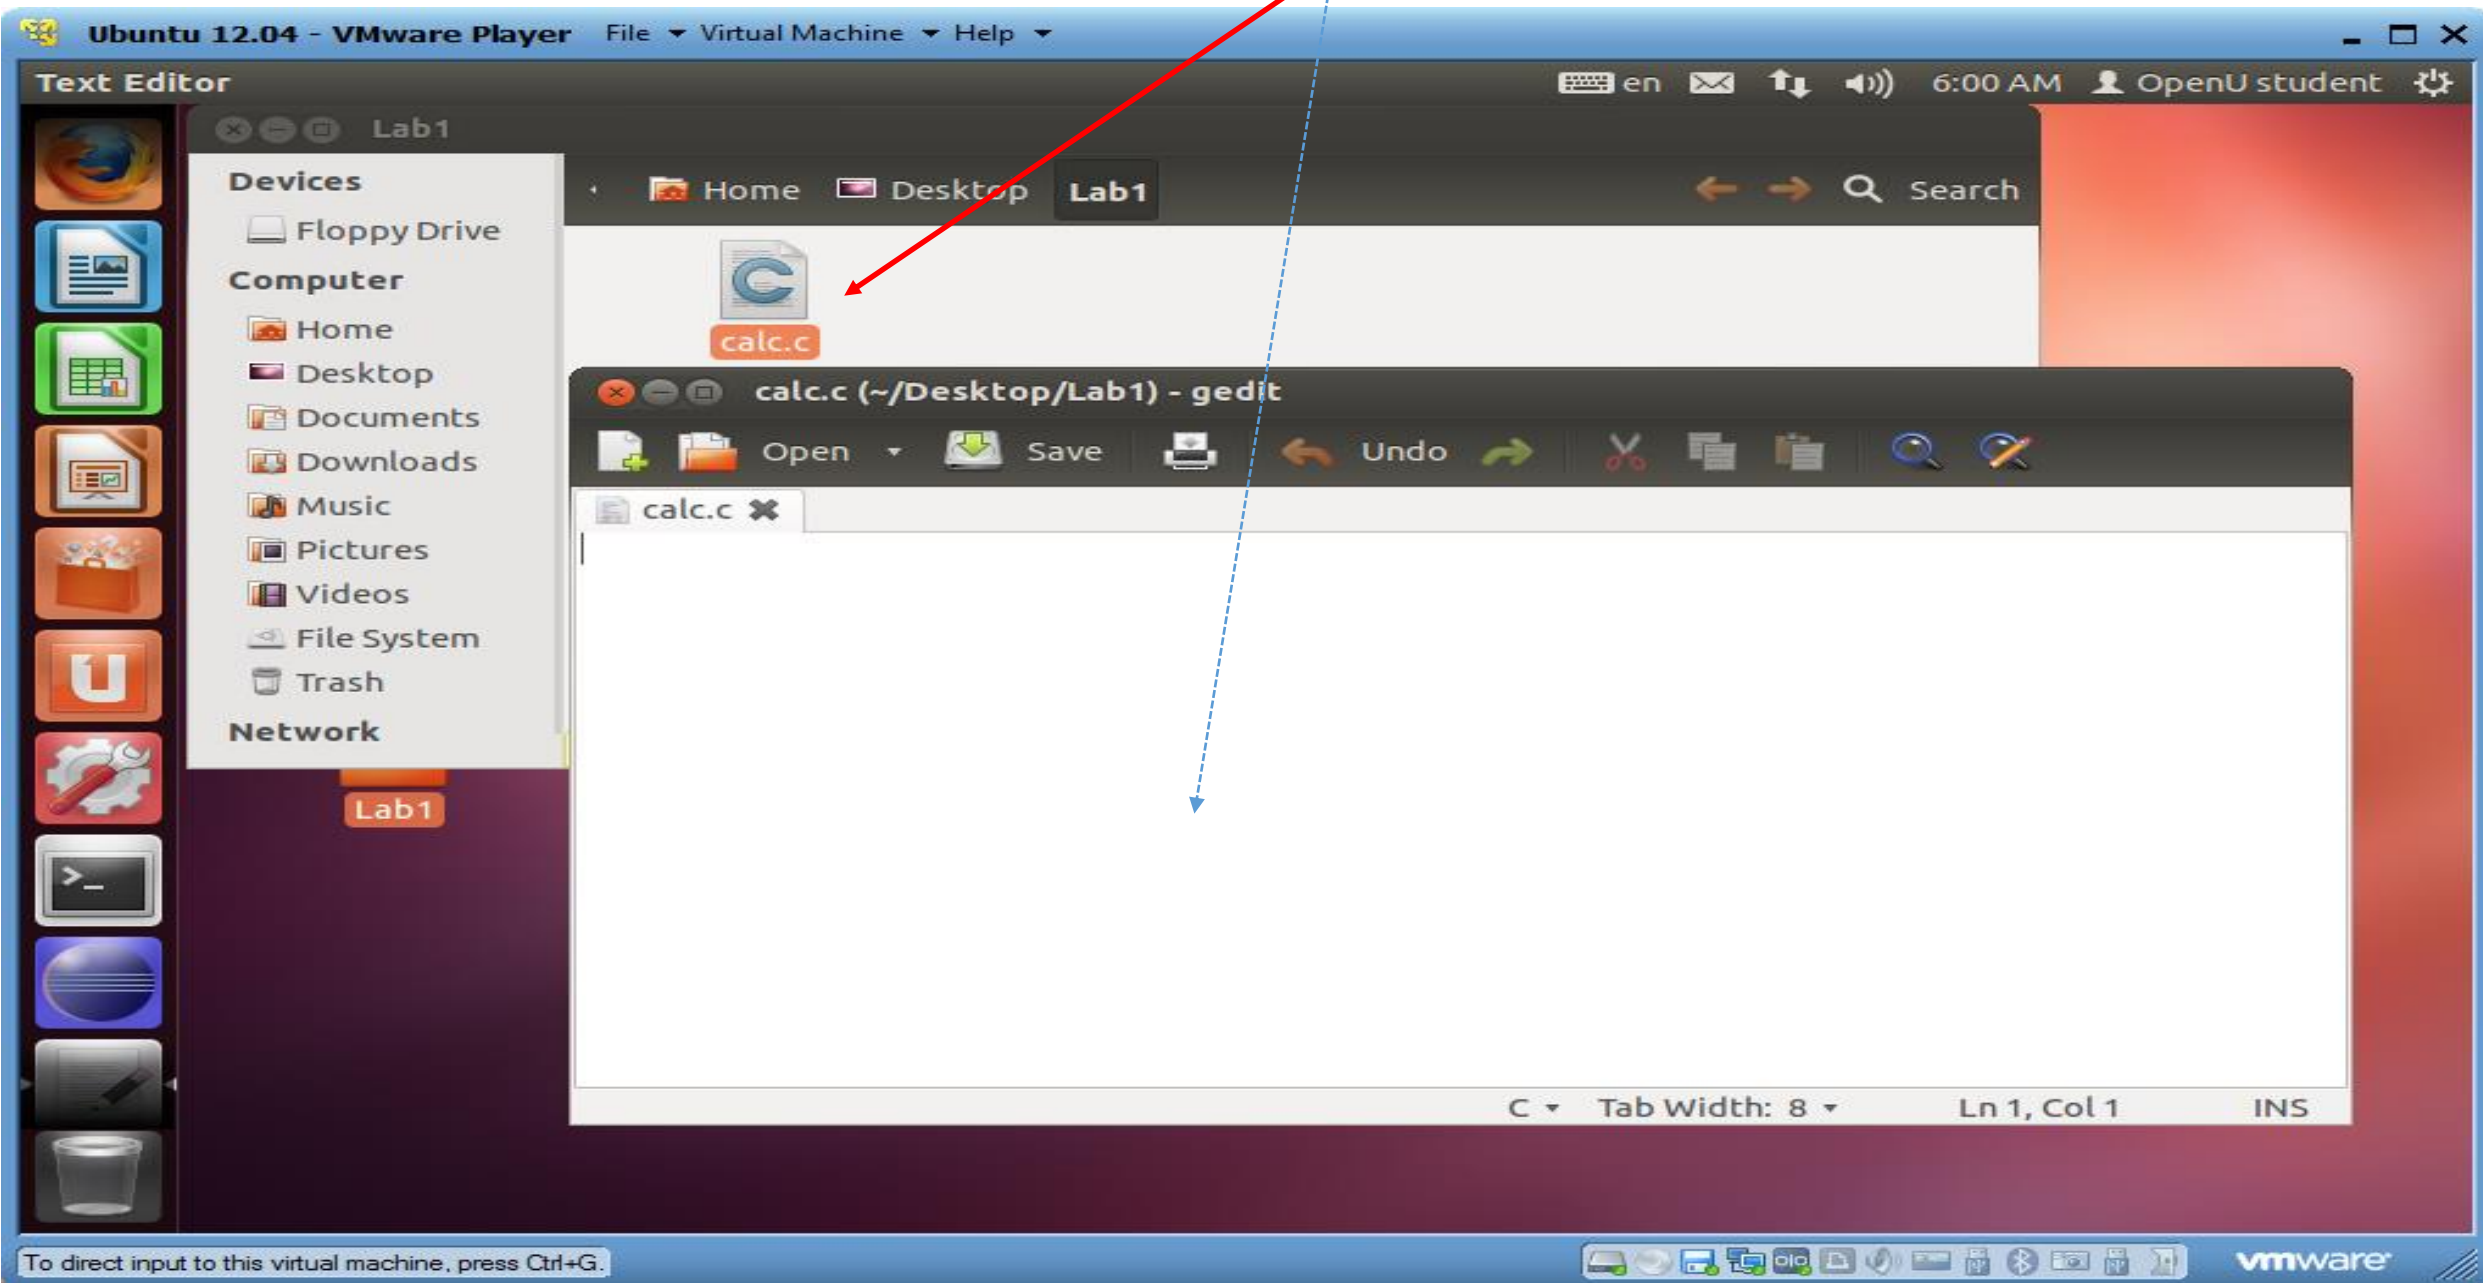 Ubuntu 12.04 - VMware Player File Virtual Machine Help
Text Editor en 6:00 AM OpenU student
Lab1
Devices
Floppy Drive
Computer
Home
Desktop
Documents
Downloads
Music
Pictures
Videos
File System
Trash
Network
Home Desktop Lab1 Search
calc.c
calc.c (~/Desktop/Lab1) - gedit
Open Save Undo
calc.c
C Tab Width: 8 Ln 1, Col 1 INS
Lab1
>_
To direct input to this virtual machine, press Ctrl+G.
vmware